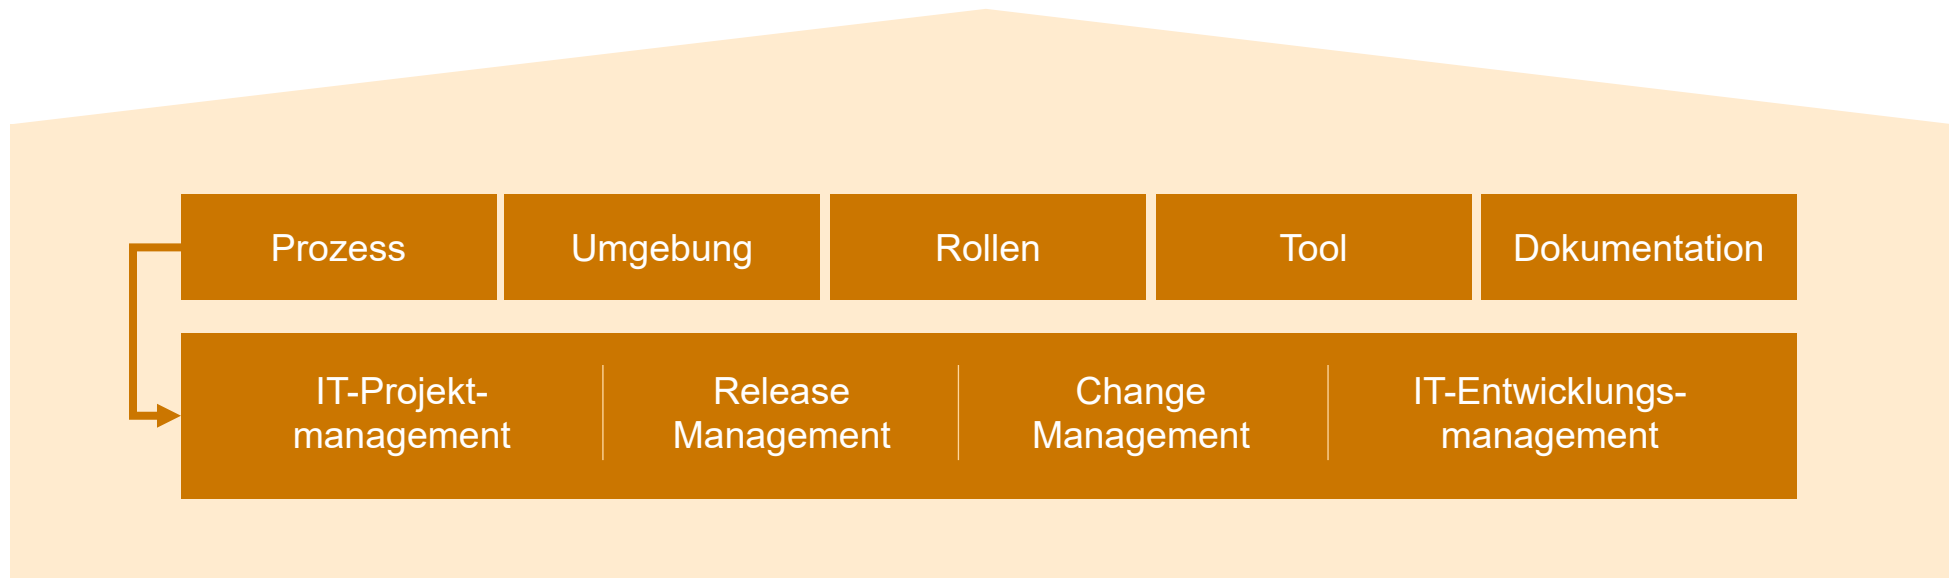 Prozess
Umgebung
Rollen
Tool
Dokumentation
IT-Projekt-
management
Release
Management
Change
Management
IT-Entwicklungs-
management